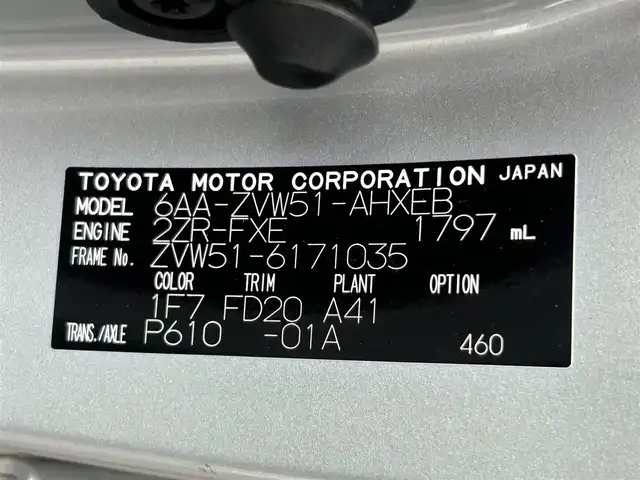 TOYOTA MOTOR CORPORATION JAPAN
MODEL 6AA-ZVW51-AHXEB
ENGINE 2ZR-FXE 1797 mL
FRAME No. ZVW51-6171035
COLOR TRIM PLANT OPTION
1F7 FD20 A41
TRANS./AXLE P610 -01A 460